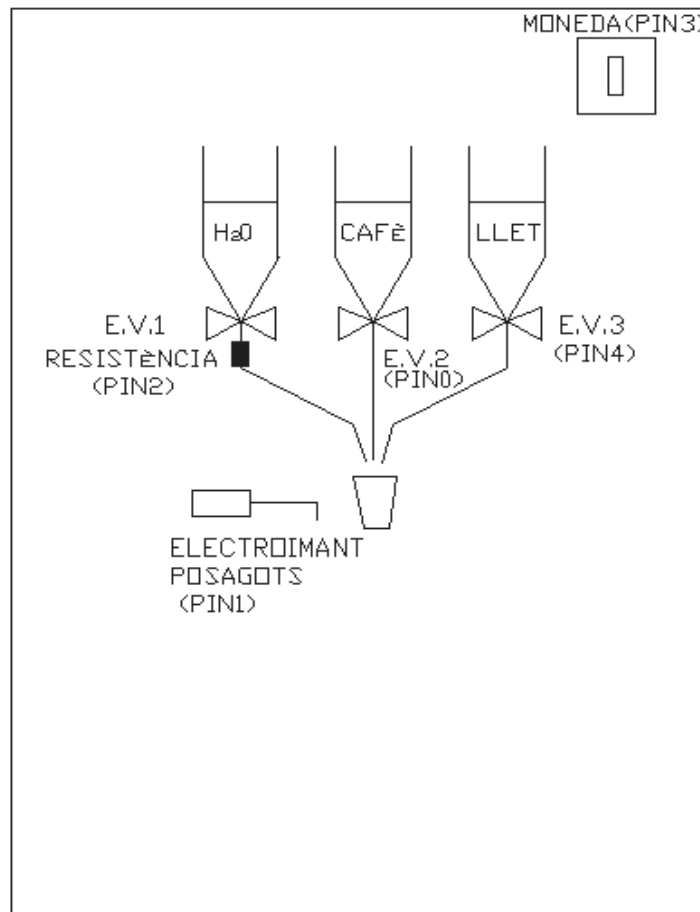 MONEDA(PIN3)
H₂O
CAFÈ
LLET
E.V.1
RESISTÈNCIA
(PIN2)
E.V.2
(PIN0)
E.V.3
(PIN4)
ELECTROIMANT
POSAGOTS
(PIN1)